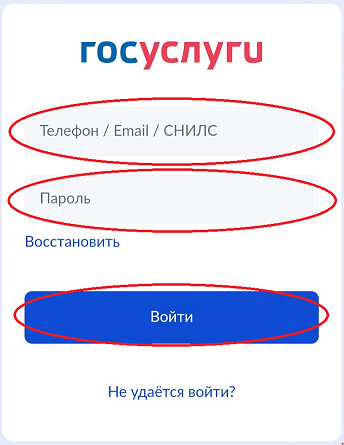 госуслуги
Телефон / Email / СНИЛС
Пароль
Восстановить
Войти
Не удаётся войти?